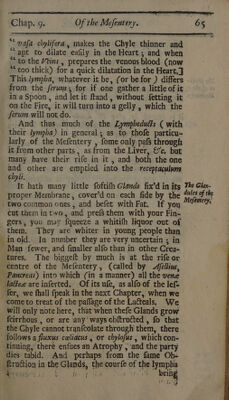 Chap. 9. Of the Mesentery. 65
“ vasa chylifera, makes the Chyle thinner and
“ apt to dilate easily in the Heart; and when
“ to the Veins, prepares the venous blood (now
“ too thick) for a quick dilatation in the Heart.]
This lympha, whatever it be, (for be for ) differs
from the serum, for if one gather a little of it
in a Spoon, and let it stand, without setting it
on the Fire, it will turn into a gelly, which the
serum will not do.
And thus much of the Lympheducts (with
their lympha) in general; as to those particu-
larly of the Mesentery, some only pass through
it from other parts, as from the Liver, &c. but
many have their rise in it, and both the one
and other are emptied into the receptaculum
chyli.
It hath many little softish Glands fix'd in its
proper Membrane, cover'd on each side by the
two common ones, and beset with Fat. If you
cut them in two, and press them with your Fin-
gers, you may squeeze a whitish liquor out of
them. They are whiter in young people than
in old. In number they are very uncertain; in
Man fewer, and smaller also than in other Crea-
tures. The biggest by much is at the rise or
centre of the Mesentery, (called by Asellius,
Pancreas) into which (in a manner) all the venæ
lacteæ are inserted. Of its use, as also of the les-
ser, we shall speak in the next Chapter, when we
come to treat of the passage of the Lacteals. We
will only note here, that when these Glands grow
scirrhous, or are any ways obstructed, so that
the Chyle cannot transcolate through them, there
follows a fluxus cœliacus, or chylosus, which con-
tinuing, there ensues an Atrophy, and the party
dies tabid. And perhaps from the same Ob-
struction in the Glands, the course of the lympha
being
The Glan-
dules of the
Mesentery.